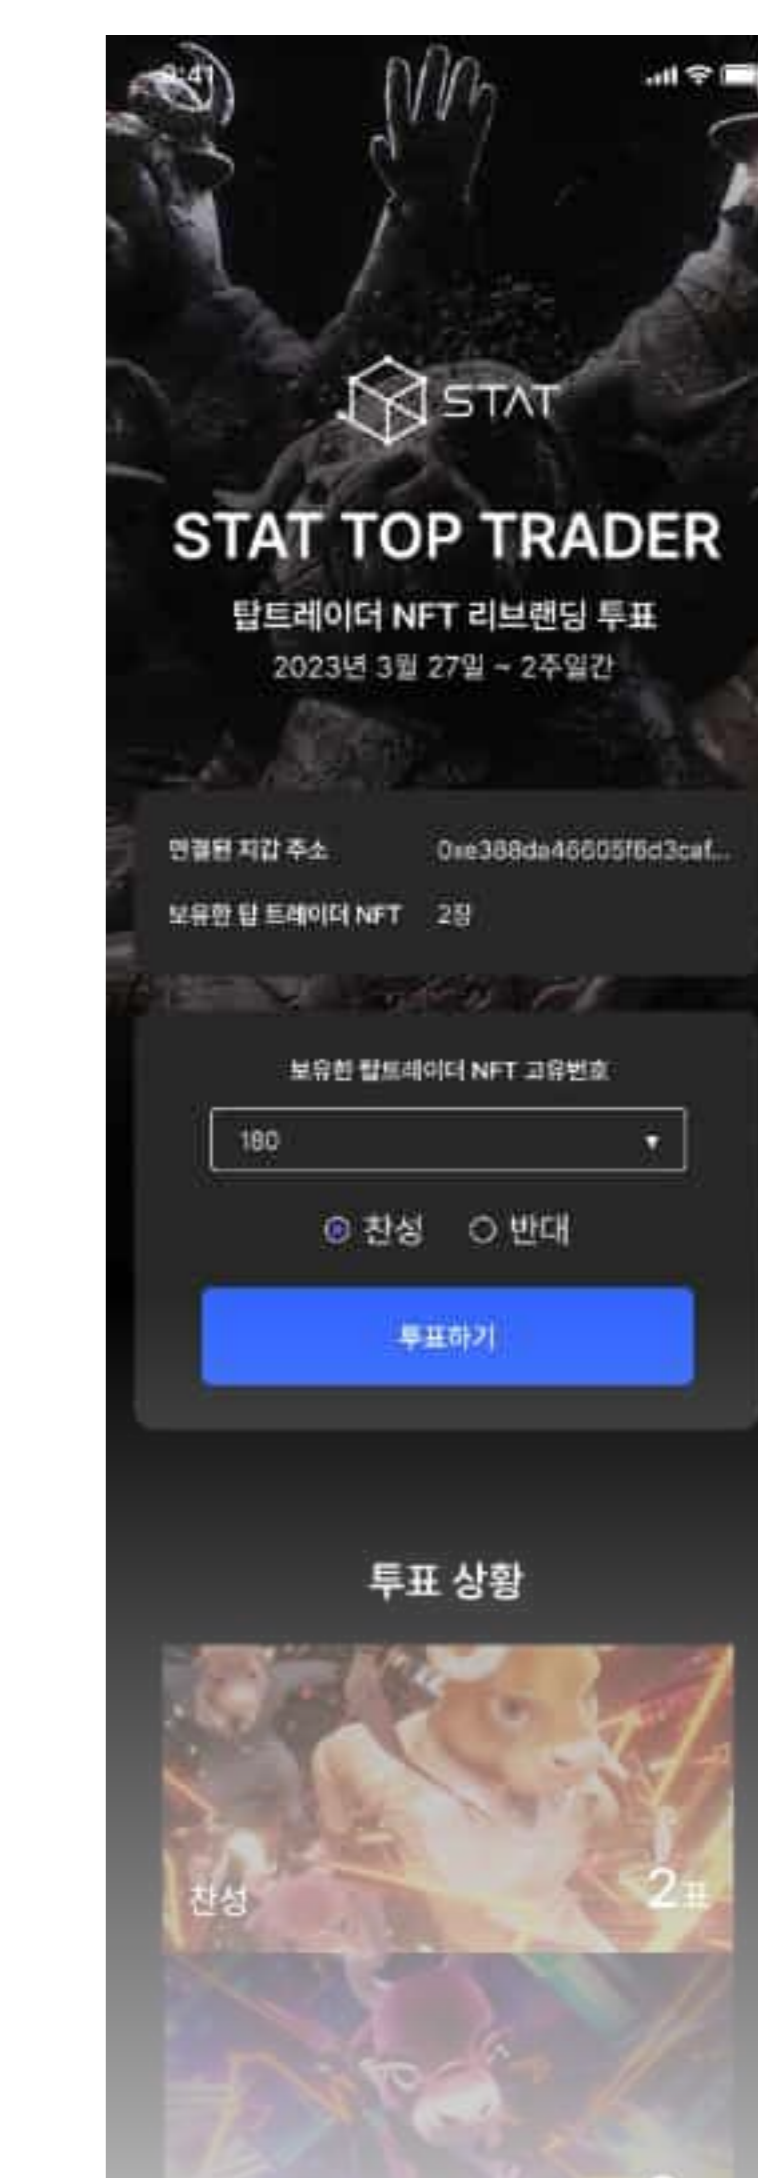 9:41
STAT
STAT TOP TRADER
탑트레이더 NFT 리브랜딩 투표
2023년 3월 27일 ~ 2주일간
연결된 지갑 주소 0xe388da46605f6d3caf...
보유한 탑 트레이더 NFT 2장
보유한 탑트레이더 NFT 고유번호
180
찬성 반대
투표하기
투표 상황
찬성 2표